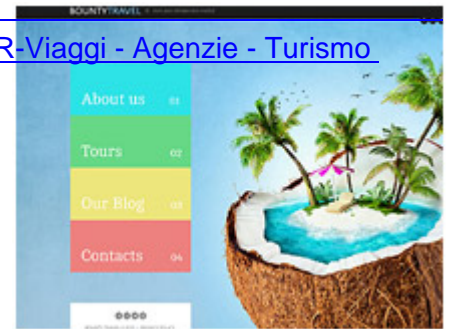 BOUNTYTRAVEL
R-Viaggi - Agenzie - Turismo
About us 01
Tours 02
Our Blog 03
Contacts 04